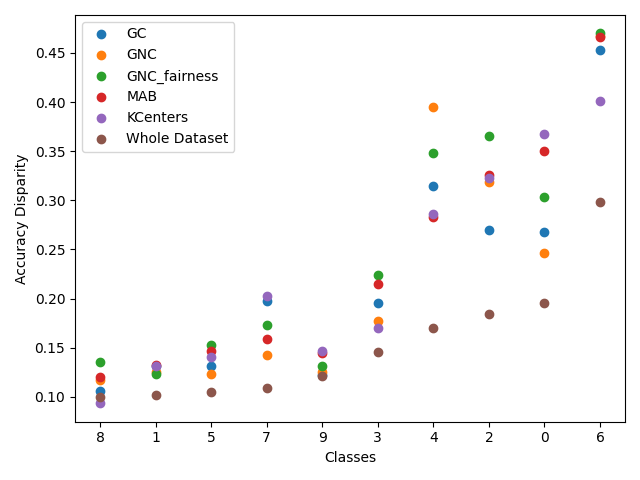 GC
GNC
GNC_fairness
MAB
KCenters
Whole Dataset
Accuracy Disparity
0.45
0.40
0.35
0.30
0.25
0.20
0.15
0.10
8 1 5 7 9 3 4 2 0 6
Classes